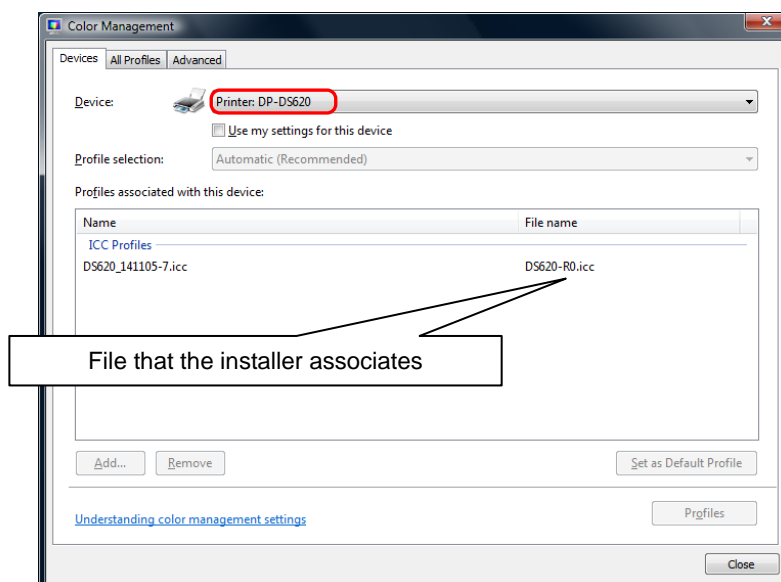 Color Management
Devices All Profiles Advanced
Device: Printer: DP-DS620
Use my settings for this device
Profile selection: Automatic (Recommended)
Profiles associated with this device:
Name File name
ICC Profiles
DS620_141105-7.icc DS620-R0.icc
File that the installer associates
Add... Remove Set as Default Profile
Understanding color management settings Profiles
Close